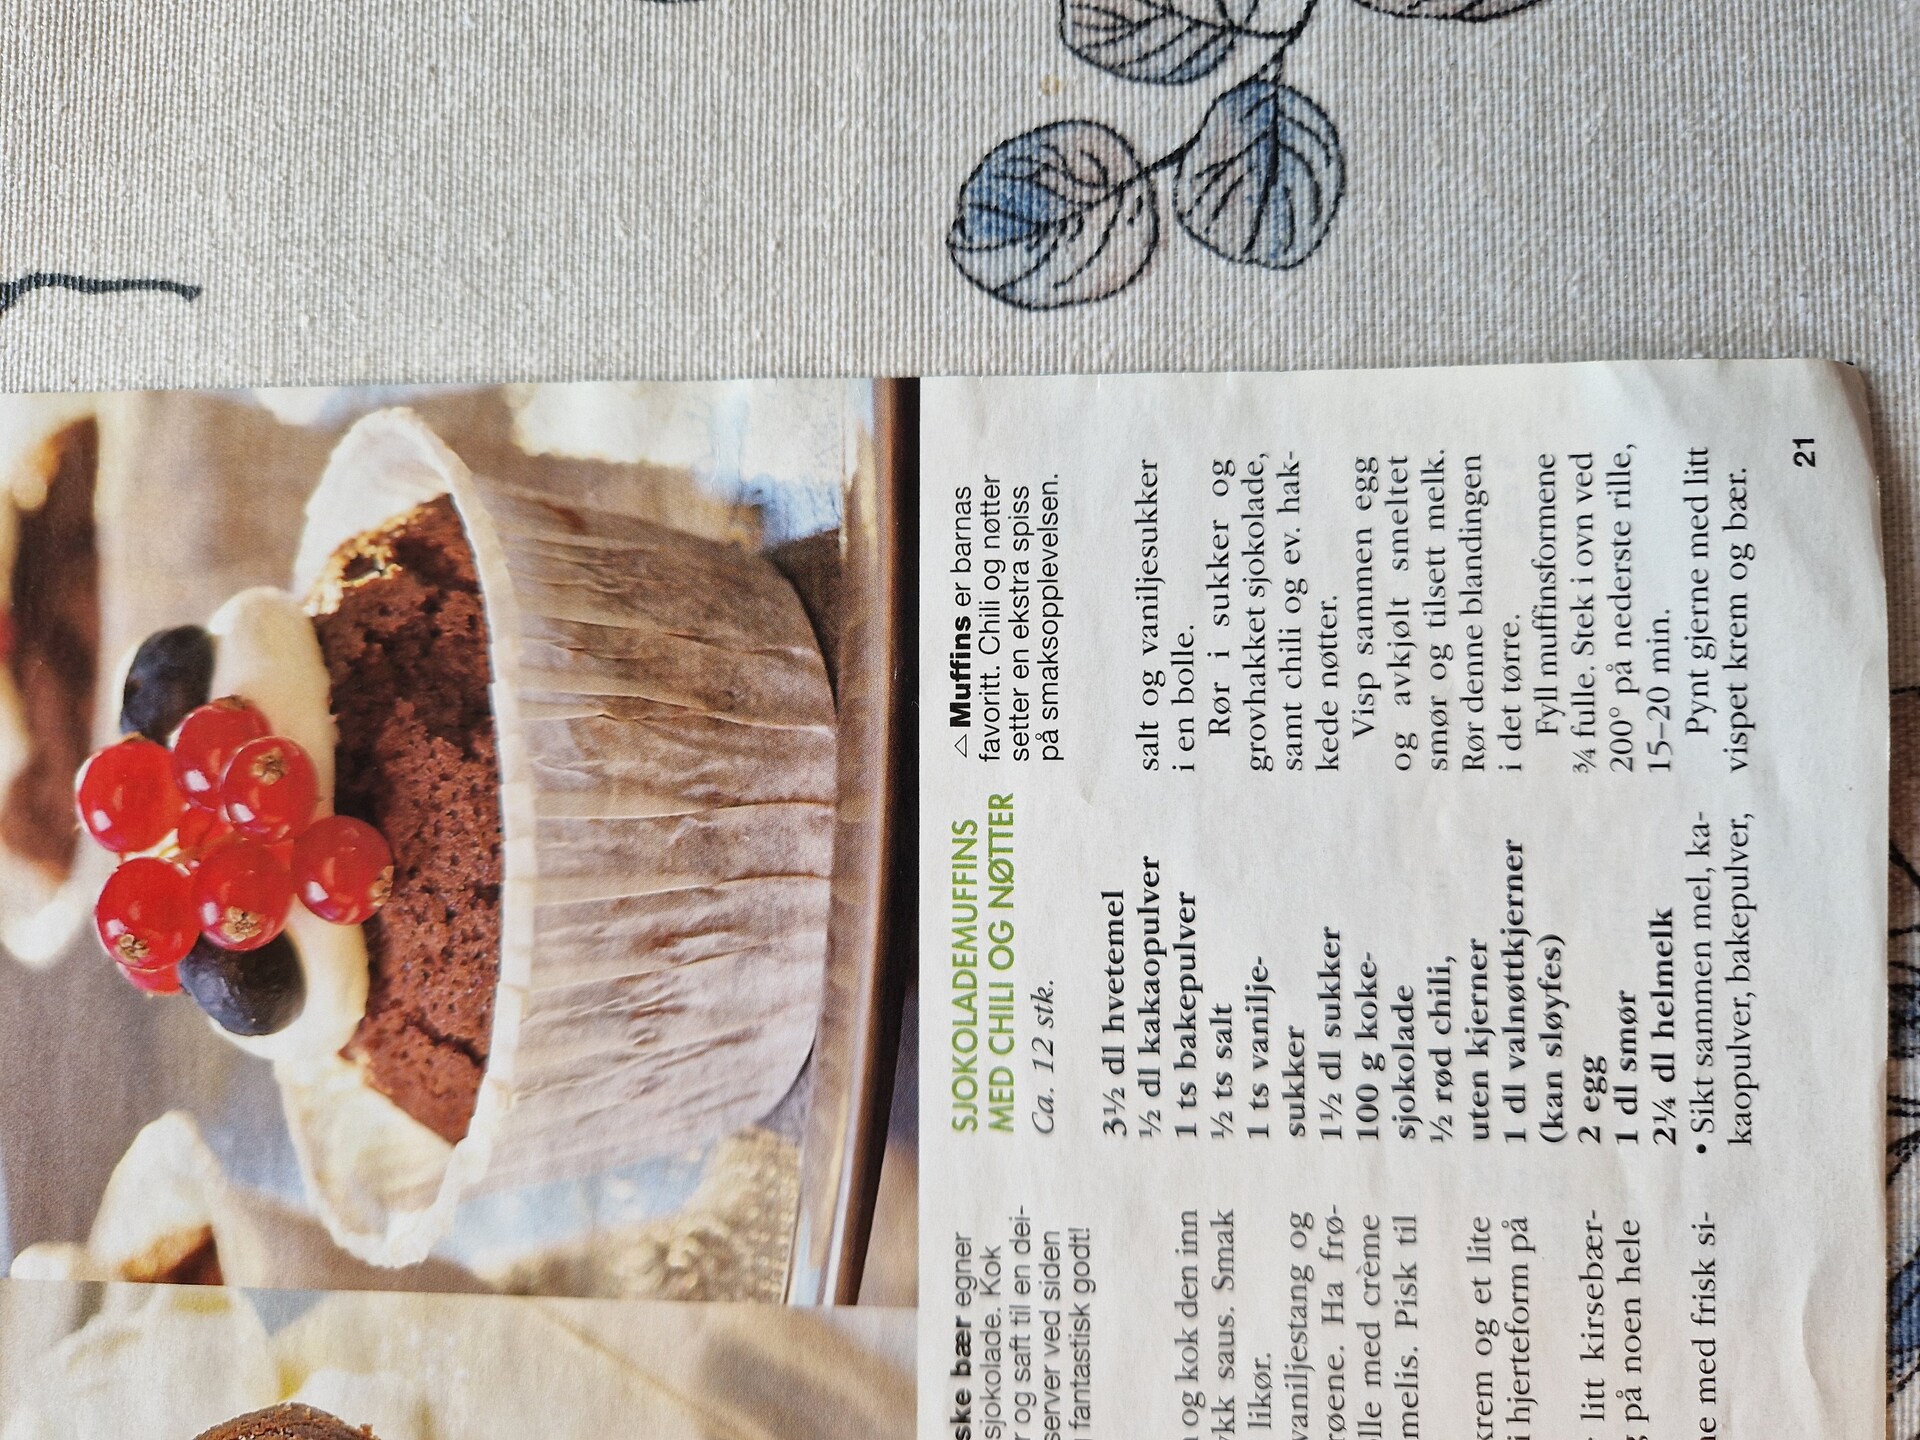 ske bær egner
sjokolade. Kok
r og saft til en dei-
server ved siden
fantastisk godt!
og kok den inn
ykk saus. Smak
likør.
vaniljestang og
røene. Ha frø-
olle med crème
melis. Pisk til
krem og et lite
i hjerteform på
litt kirsebær-
på noen hele
ne med frisk si-
SJOKOLADEMUFFINS
MED CHILI OG NØTTER
Ca. 12 stk.
3½ dl hvetemel
½ dl kakaopulver
1 ts bakepulver
½ ts salt
1 ts vanilje-
sukker
1½ dl sukker
100 g koke-
sjokolade
½ rød chili,
uten kjerner
1 dl valnøttkjerner
(kan sløyfes)
2 egg
1 dl smør
2¼ dl helmelk
• Sikt sammen mel, ka-
kaopulver, bakepulver,
△ Muffins er barnas
favoritt. Chili og nøtter
setter en ekstra spiss
på smaksopplevelsen.
salt og vaniljesukker
i en bolle.
Rør i sukker og
grovhakket sjokolade,
samt chili og ev. hak-
kede nøtter.
Visp sammen egg
og avkjølt smeltet
smør og tilsett melk.
Rør denne blandingen
i det tørre.
Fyll muffinsformene
¾ fulle. Stek i ovn ved
200° på nederste rille,
15–20 min.
Pynt gjerne med litt
vispet krem og bær.
21